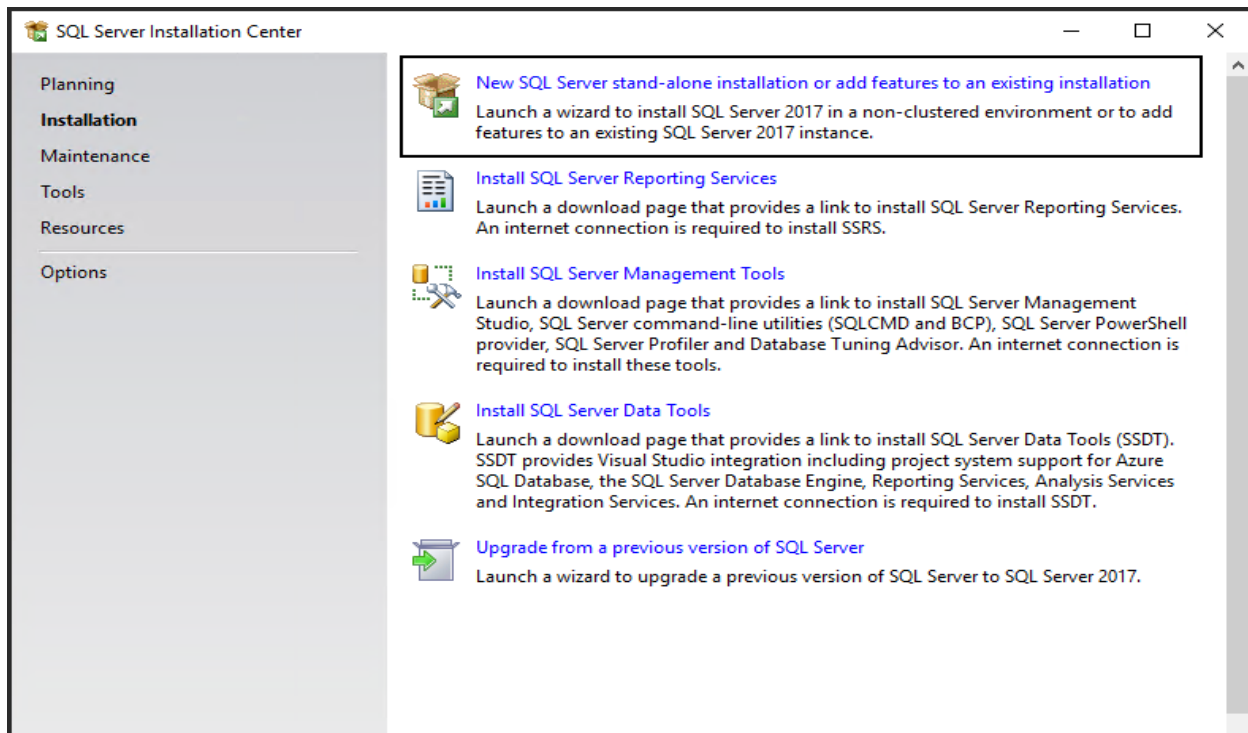 SQL Server Installation Center
Planning
Installation
Maintenance
Tools
Resources
Options
New SQL Server stand-alone installation or add features to an existing installation
Launch a wizard to install SQL Server 2017 in a non-clustered environment or to add
features to an existing SQL Server 2017 instance.
Install SQL Server Reporting Services
Launch a download page that provides a link to install SQL Server Reporting Services.
An internet connection is required to install SSRS.
Install SQL Server Management Tools
Launch a download page that provides a link to install SQL Server Management
Studio, SQL Server command-line utilities (SQLCMD and BCP), SQL Server PowerShell
provider, SQL Server Profiler and Database Tuning Advisor. An internet connection is
required to install these tools.
Install SQL Server Data Tools
Launch a download page that provides a link to install SQL Server Data Tools (SSDT).
SSDT provides Visual Studio integration including project system support for Azure
SQL Database, the SQL Server Database Engine, Reporting Services, Analysis Services
and Integration Services. An internet connection is required to install SSDT.
Upgrade from a previous version of SQL Server
Launch a wizard to upgrade a previous version of SQL Server to SQL Server 2017.